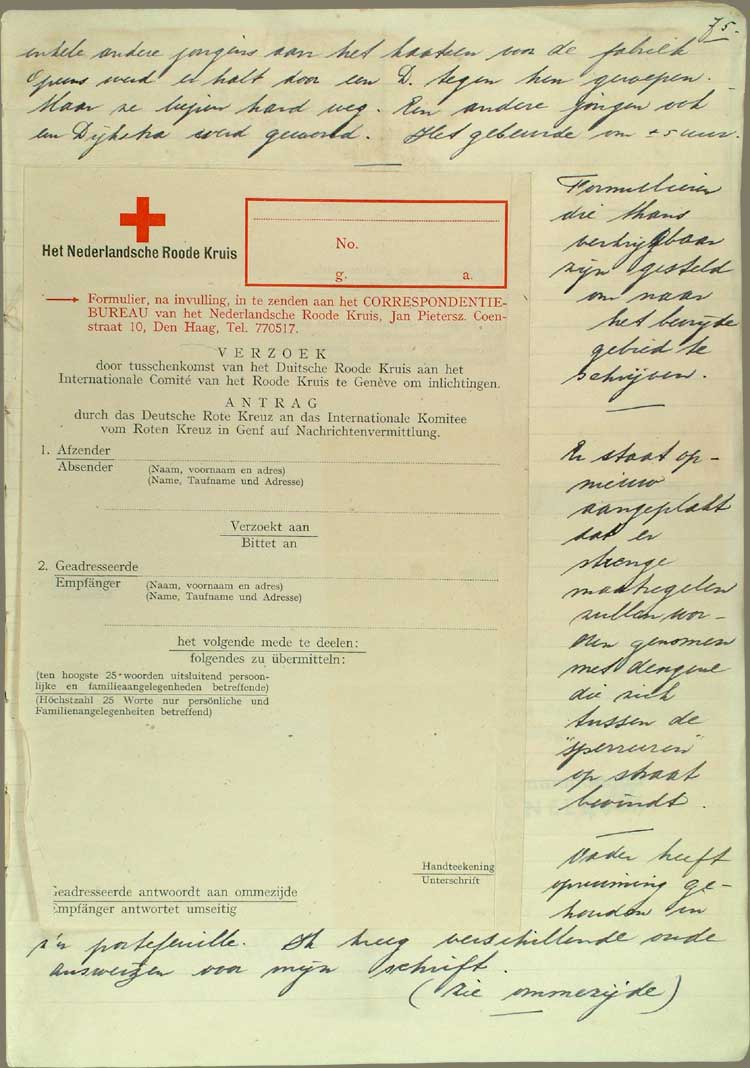 75.
enkele andere jongens aan het kaatsen voor de fabriek
Opeens werd er halt door een D. tegen hen geroepen.
Maar ze liepen hard weg. Een andere jongen ook
een Dijkstra werd gewond. Het gebeurde om ± 5 uur.
Het Nederlandsche Roode Kruis
No.
g. a.
→ Formulier, na invulling, in te zenden aan het CORRESPONDENTIE-
BUREAU van het Nederlandsche Roode Kruis, Jan Pietersz. Coen-
straat 10, Den Haag, Tel. 770517.
VERZOEK
door tusschenkomst van het Duitsche Roode Kruis aan het
Internationale Comité van het Roode Kruis te Genève om inlichtingen.
ANTRAG
durch das Deutsche Rote Kreuz an das Internationale Komitee
vom Roten Kreuz in Genf auf Nachrichtenvermittlung.
1. Afzender
Absender
(Naam, voornaam en adres)
(Name, Taufname und Adresse)
Verzoekt aan
Bittet an
2. Geadresseerde
Empfänger
(Naam, voornaam en adres)
(Name, Taufname und Adresse)
het volgende mede te deelen:
folgendes zu übermitteln:
(ten hoogste 25 woorden uitsluitend persoon-
lijke en familieaangelegenheden betreffende)
(Höchstzahl 25 Worte nur persönliche und
Familienangelegenheiten betreffend)
Handteekening
Unterschrift
Geadresseerde antwoordt aan ommezijde
Empfänger antwortet umseitig
Formulieren
die thans
verkrijgbaar
zijn gesteld
om naar
het bevrijde
gebied te
schrijven.
Er staat op-
nieuw
aangeplakt
dat er
strenge
maatregelen
zullen wor-
den genomen
met dengene
die zich
tussen de
"sperruren"
op straat
bevindt.
Vader heeft
opruiming ge-
houden in
z'n portefeuille. Ik kreeg verschillende oude
ausweizen voor mijn schrift.
(zie ommezijde)